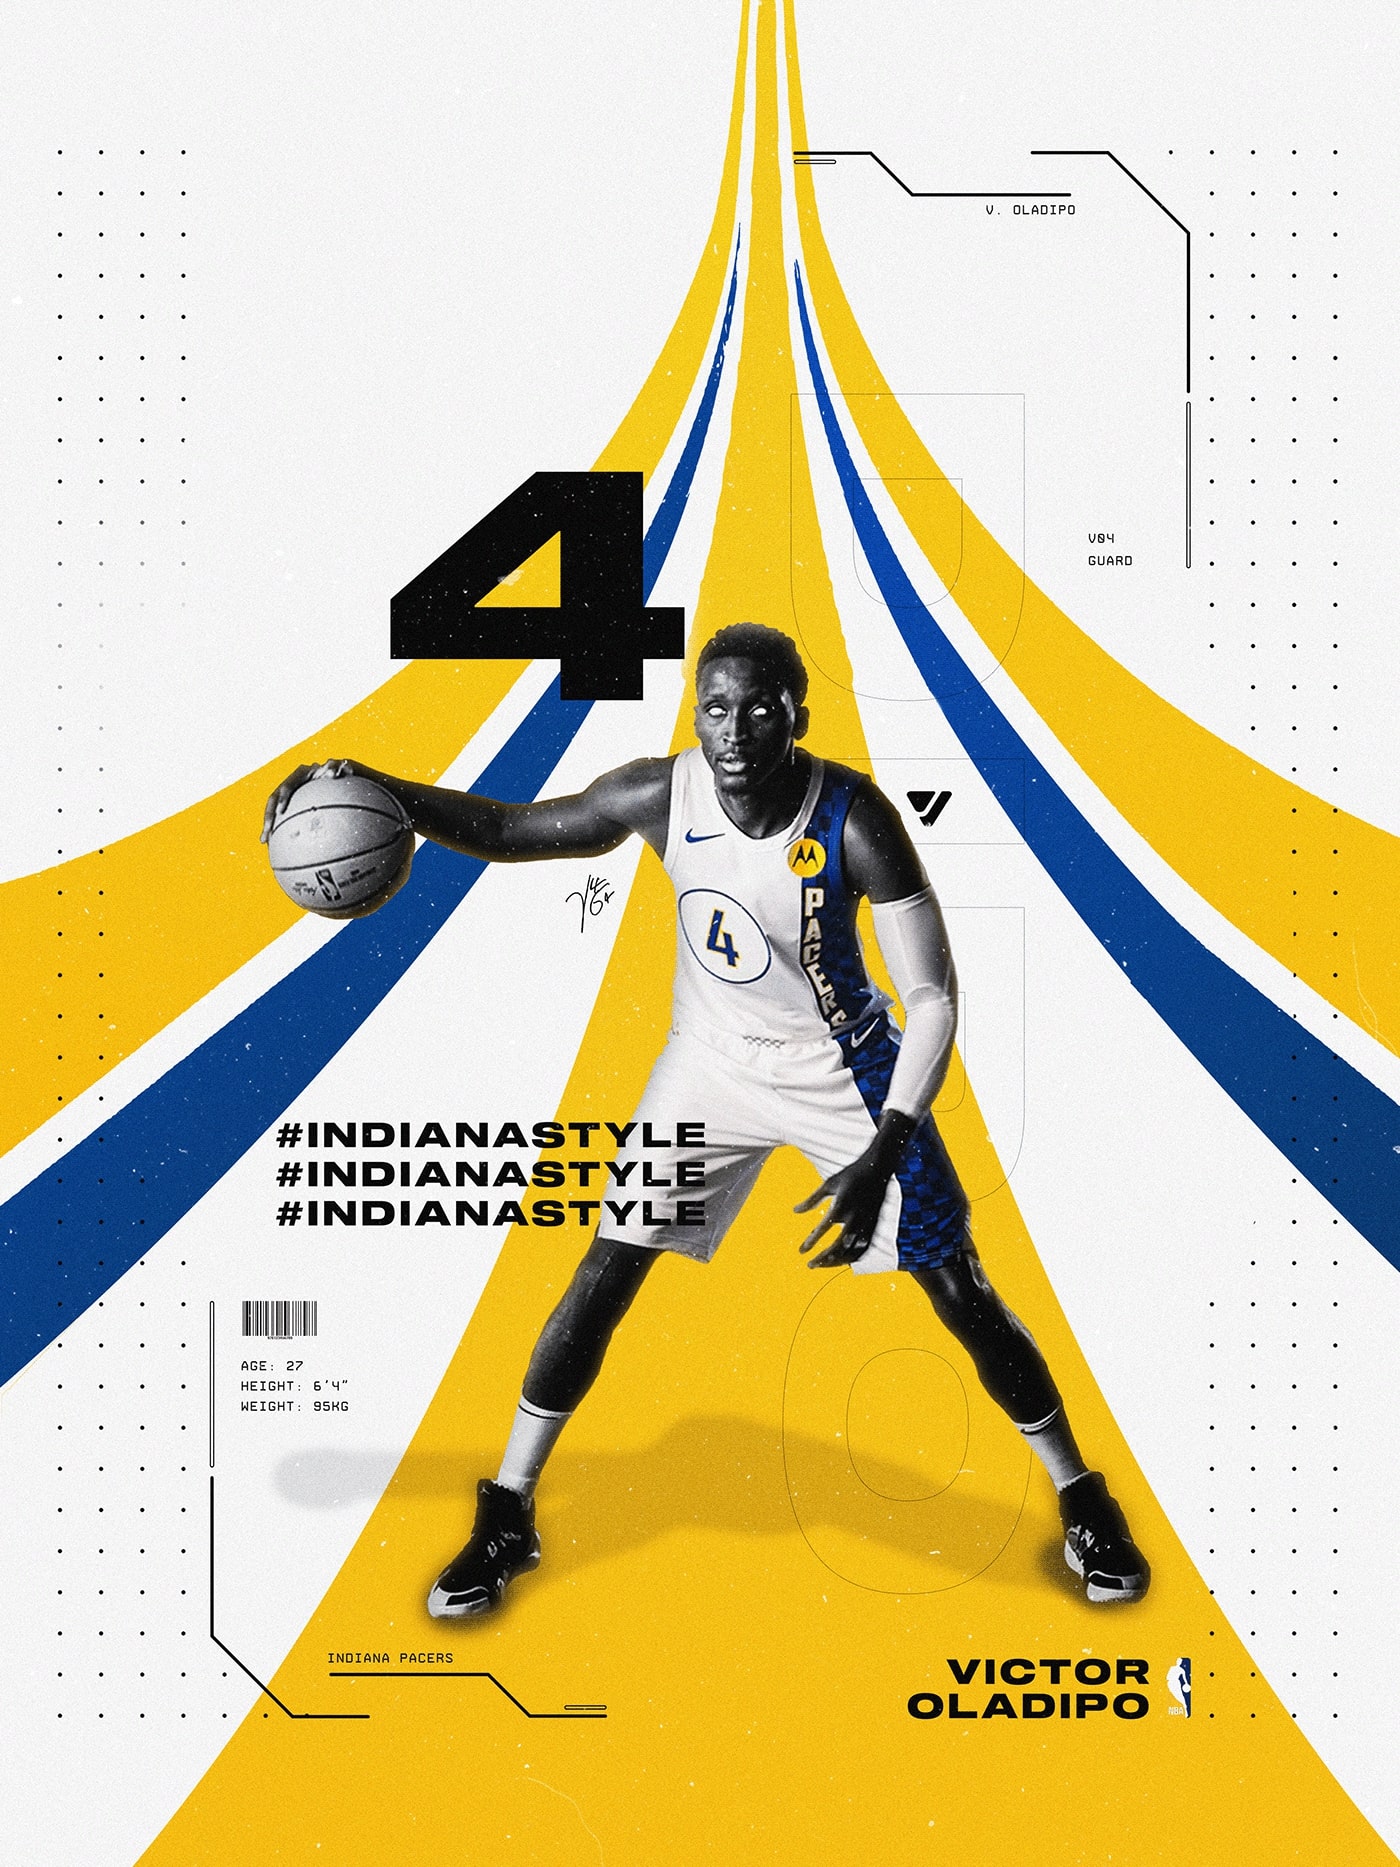 V. OLADIPO
4
V04
GUARD
PACERS
4
#INDIANASTYLE
#INDIANASTYLE
#INDIANASTYLE
AGE: 27
HEIGHT: 6'4"
WEIGHT: 95KG
INDIANA PACERS
VICTOR
OLADIPO
NBA